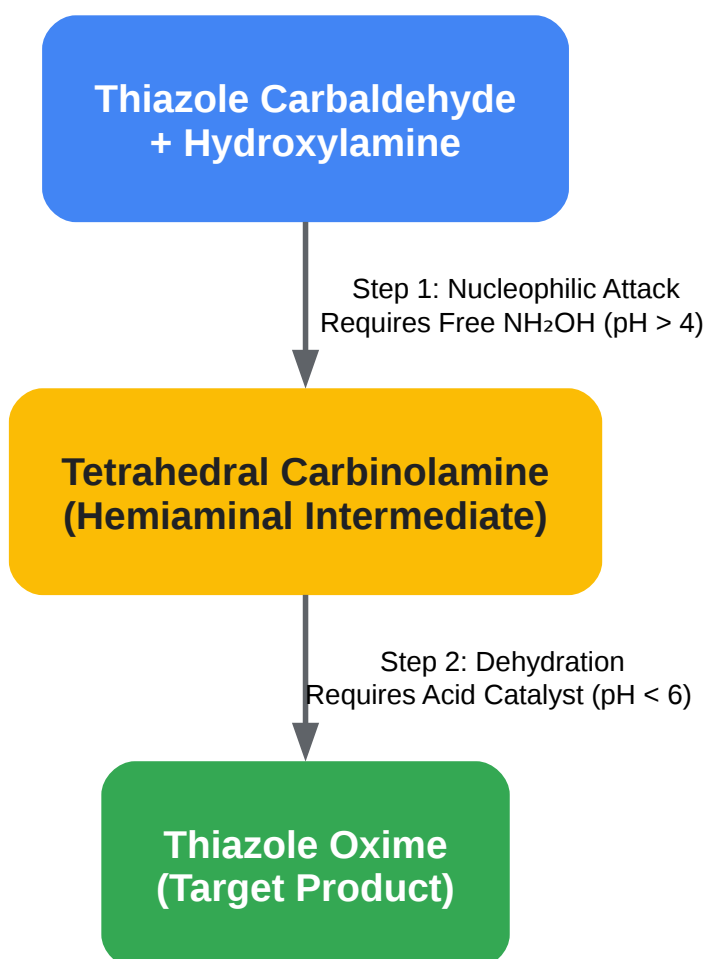 Thiazole Carbaldehyde
+ Hydroxylamine
Step 1: Nucleophilic Attack
Requires Free NH₂OH (pH > 4)
Tetrahedral Carbinolamine
(Hemiaminal Intermediate)
Step 2: Dehydration
Requires Acid Catalyst (pH < 6)
Thiazole Oxime
(Target Product)